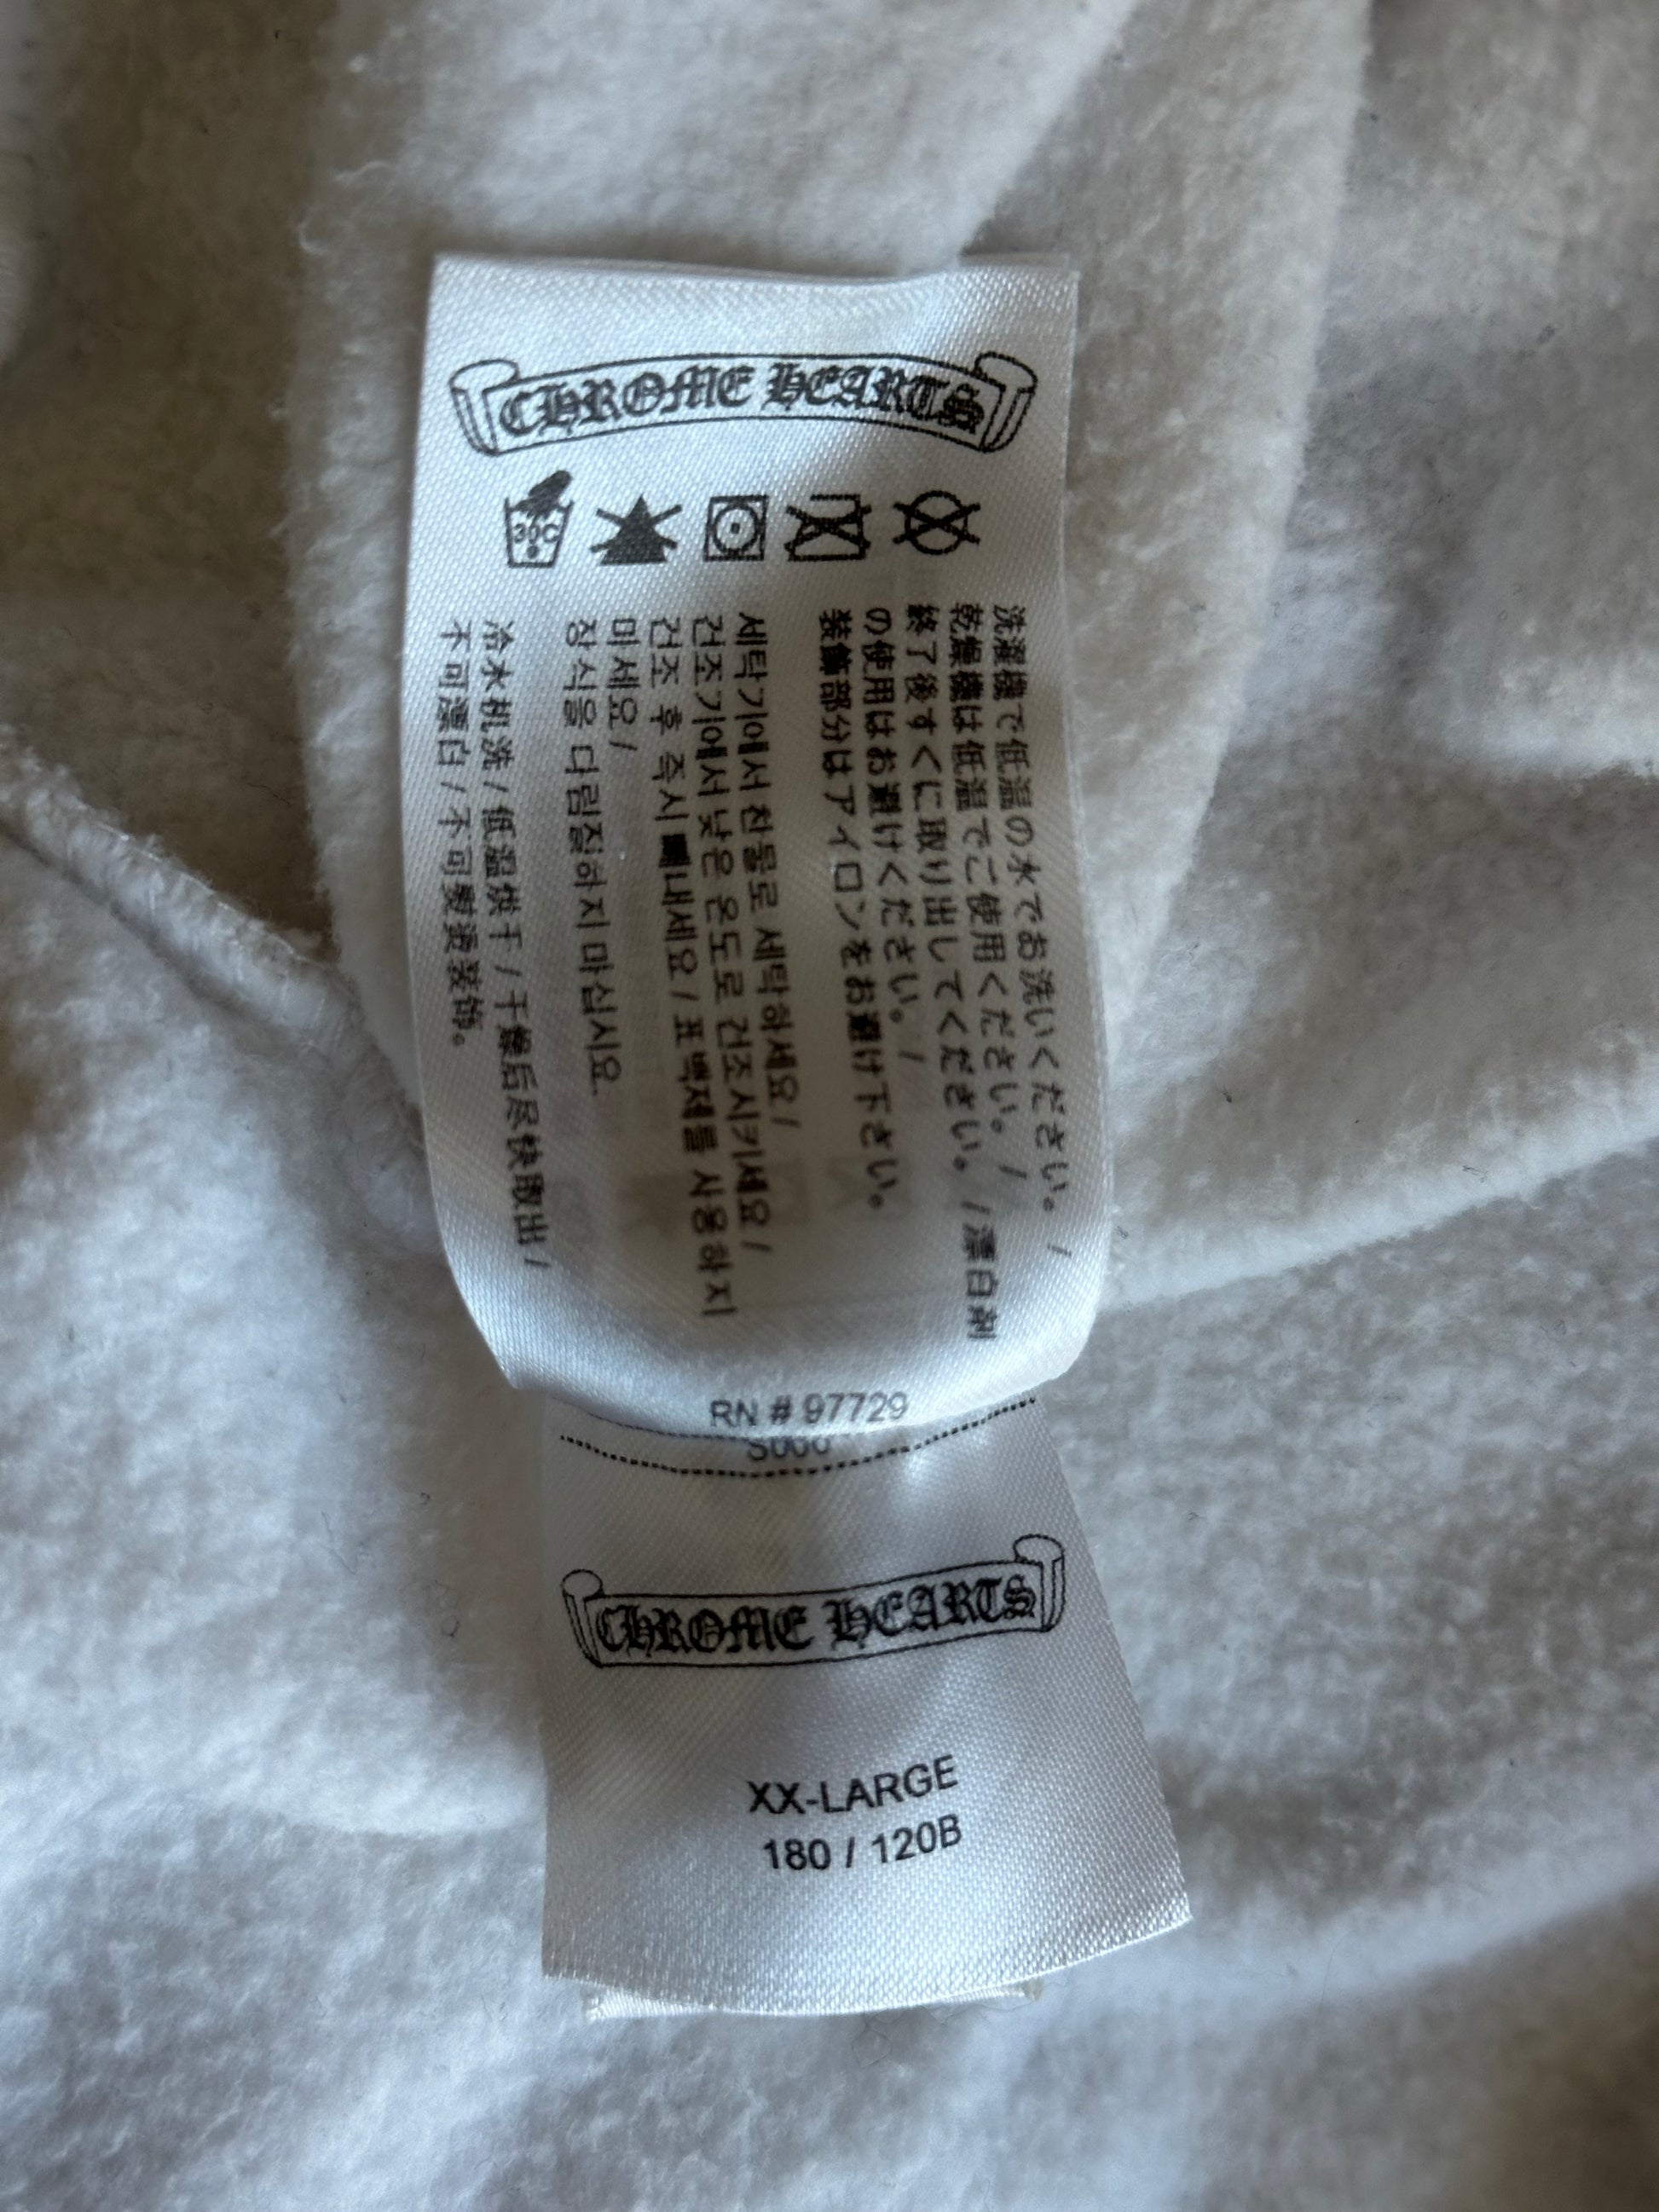 CHROME HEARTS
30C
洗濯機で低温の水でお洗いください。 /
乾燥機は低温でご使用ください。 /
終了後すぐに取り出してください。 / 漂白剤
の使用はお避けください。 /
装飾部分はアイロンをお避け下さい。
세탁기에서 찬물로 세탁하세요 /
건조기에서 낮은 온도로 건조시키세요 /
건조 후 즉시 빼내세요 / 표백제를 사용하지
마세요 /
장식을 다림질하지 마십시요.
冷水机洗 / 低温烘干 / 干燥后尽快取出 /
不可漂白 / 不可熨烫装饰。
RN # 97729
CHROME HEARTS
XX-LARGE
180 / 120B